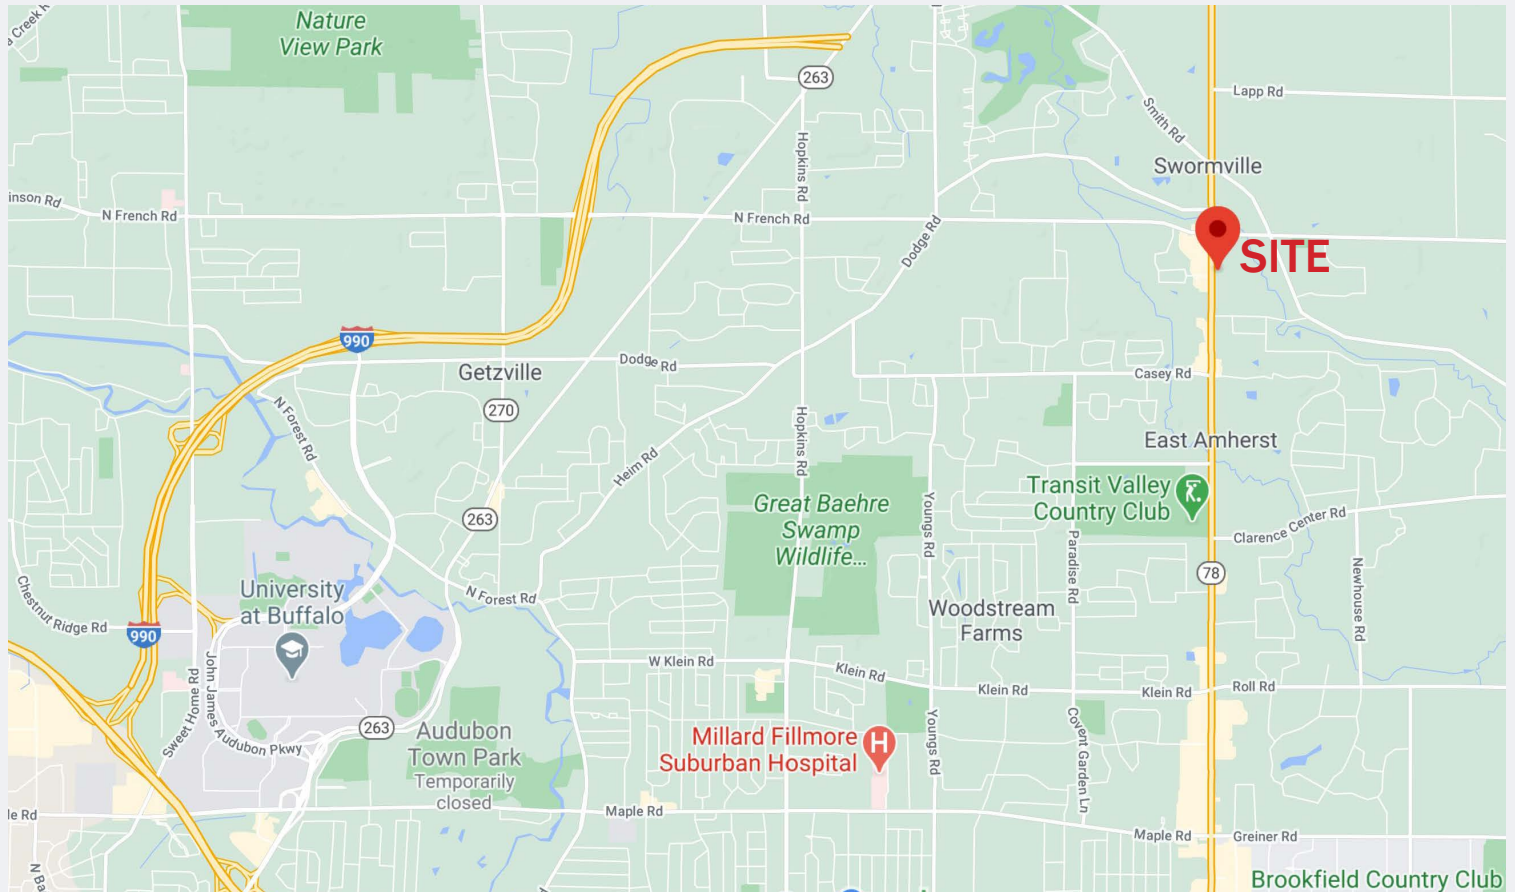 Creek R
Nature
View Park
263
Lapp Rd
Smith Rd
Hopkins Rd
Swormville
inson Rd
N French Rd
N French Rd
Dodge Rd
SITE
990
Getzville
Dodge Rd
Casey Rd
270
N Forest Rd
Hopkins Rd
East Amherst
Heim Rd
Transit Valley
Country Club
Great Baehre
Swamp
Wildlife...
Youngs Rd
263
Clarence Center Rd
Paradise Rd
78
Newhouse Rd
University
at Buffalo
N Forest Rd
Chestnut Ridge Rd
990
Woodstream
Farms
W Klein Rd
Klein Rd
Klein Rd
Klein Rd
Roll Rd
Sweet Home Rd
John James Audubon Pkwy
263
Audubon
Town Park
Temporarily
closed
Millard Fillmore
Suburban Hospital
H
Youngs Rd
Covent Garden Ln
le Rd
Maple Rd
Maple Rd
Greiner Rd
N Ba
Brookfield Country Club